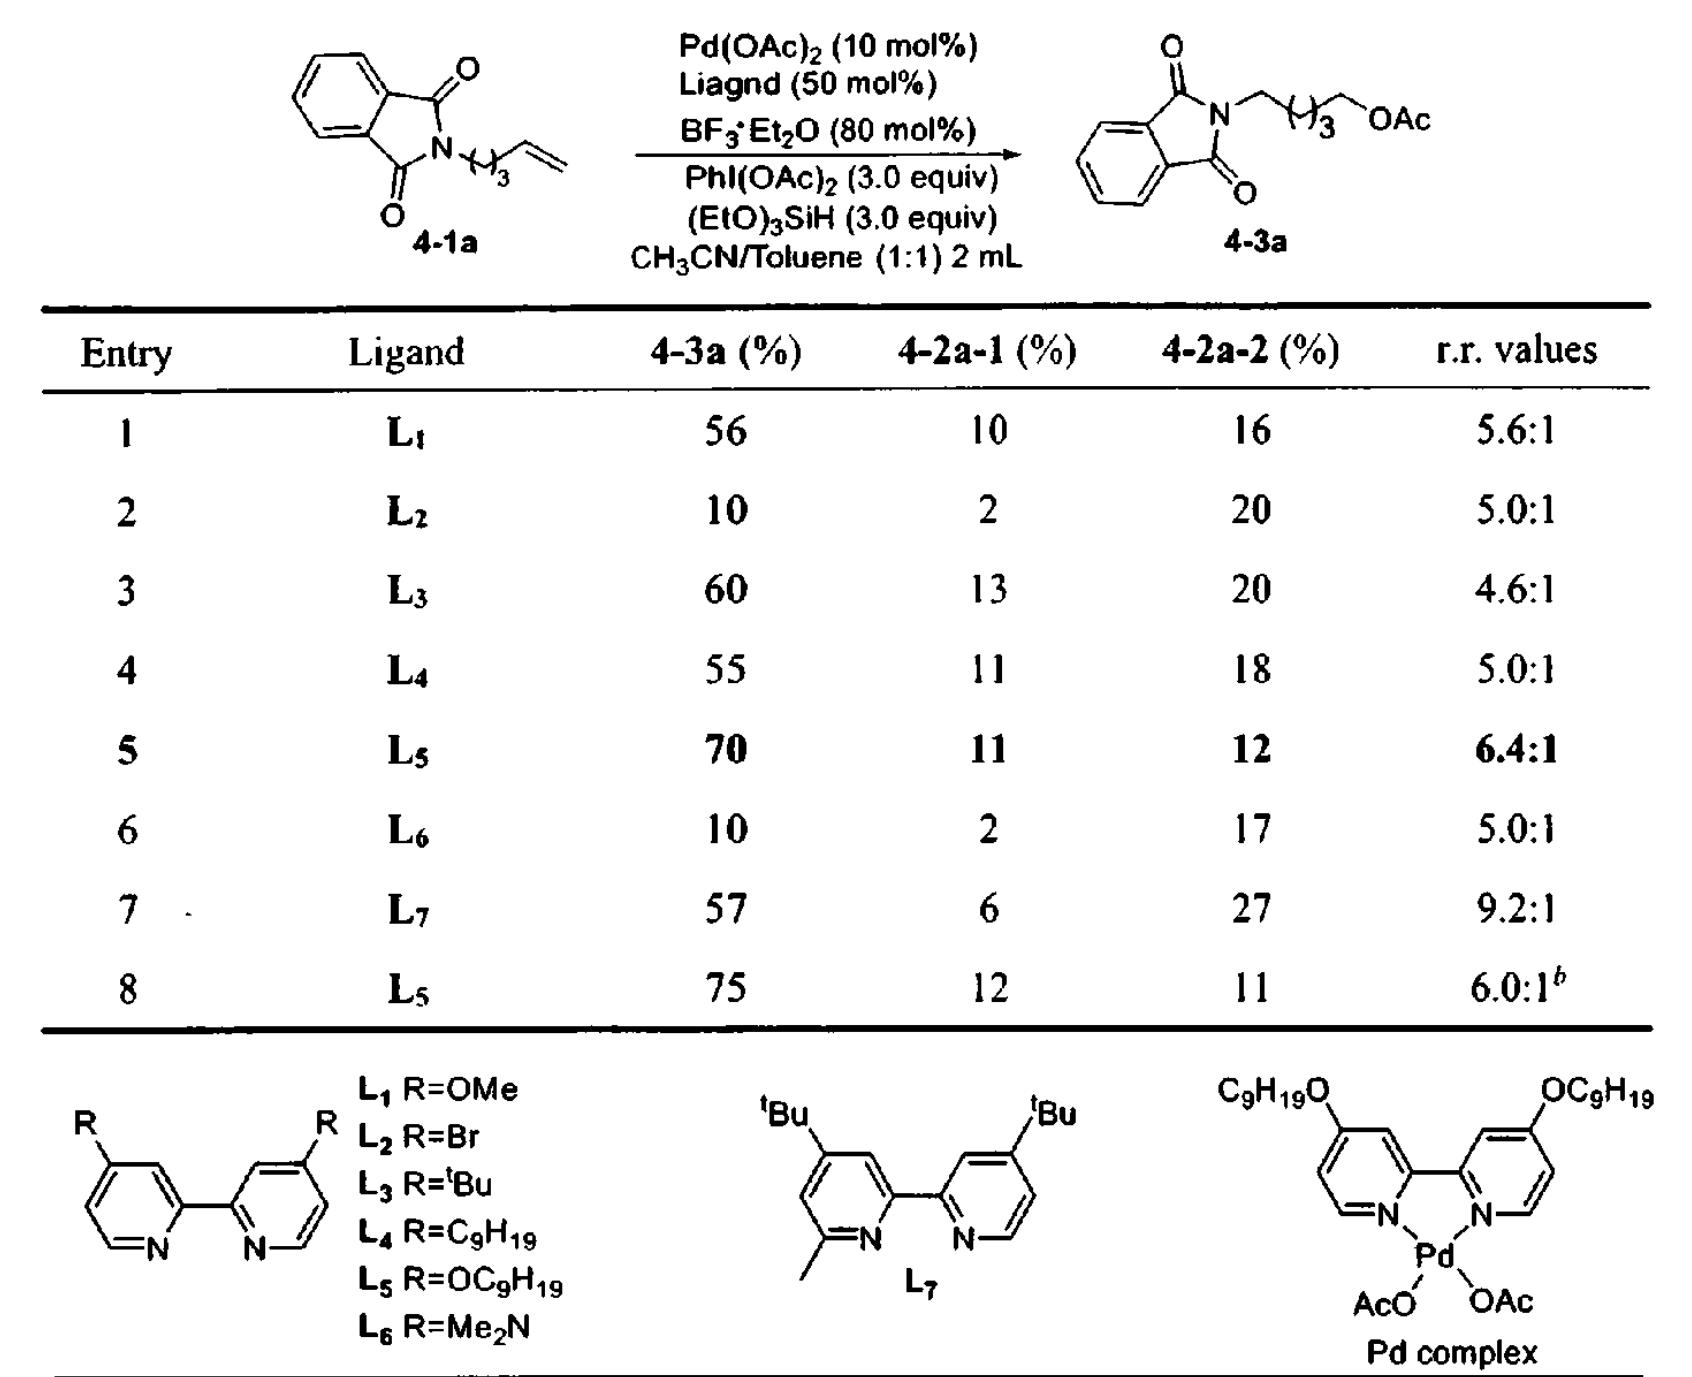 Pd(OAc)2 (10 mol%)
Liagnd (50 mol%)
BF3·Et2O (80 mol%)
PhI(OAc)2 (3.0 equiv)
(EtO)3SiH (3.0 equiv)
CH3CN/Toluene (1:1) 2 mL
O
N
O
( )3
4-1a
O
N
O
( )3
OAc
4-3a
Entry Ligand 4-3a (%) 4-2a-1 (%) 4-2a-2 (%) r.r. values
1 L1 56 10 16 5.6:1
2 L2 10 2 20 5.0:1
3 L3 60 13 20 4.6:1
4 L4 55 11 18 5.0:1
5 L5 70 11 12 6.4:1
6 L6 10 2 17 5.0:1
7 L7 57 6 27 9.2:1
8 L5 75 12 11 6.0:1b
R R
N N
L1 R=OMe
L2 R=Br
L3 R=tBu
L4 R=C9H19
L5 R=OC9H19
L6 R=Me2N
tBu tBu
N N
L7
C9H19O OC9H19
N N
Pd
AcO OAc
Pd complex